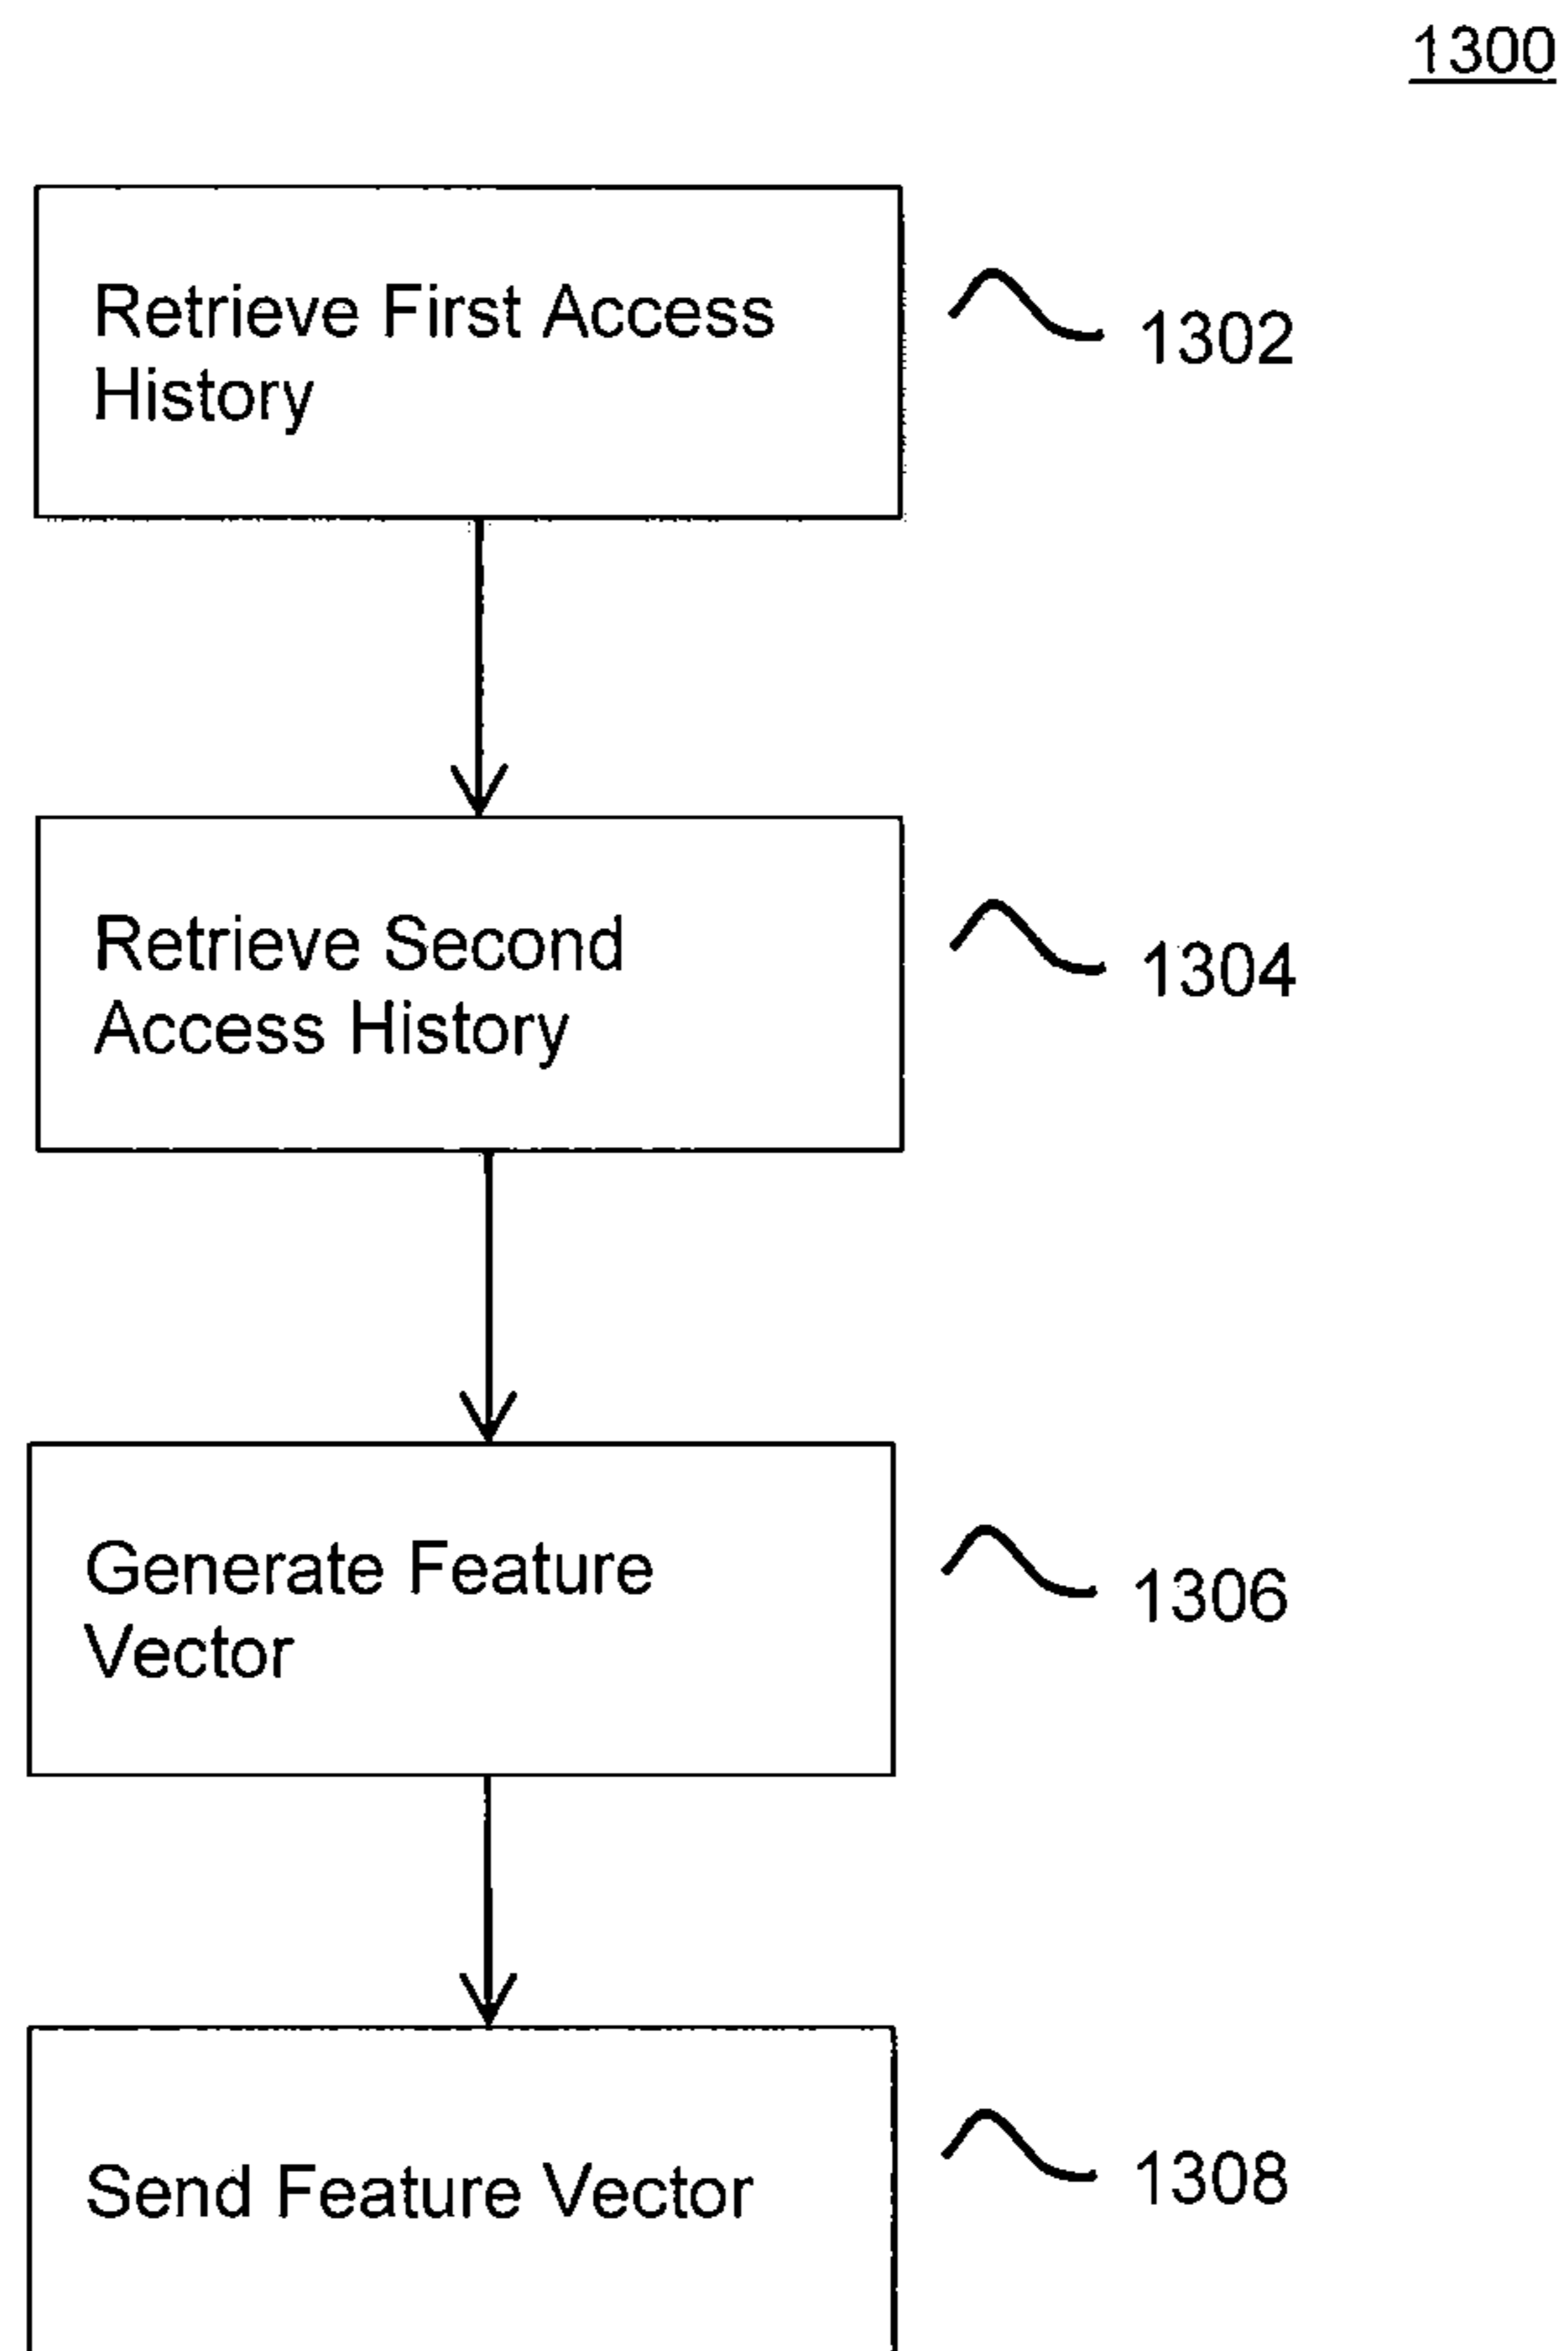 1300
Retrieve First Access
History
1302
Retrieve Second
Access History
1304
Generate Feature
Vector
1306
Send Feature Vector
1308